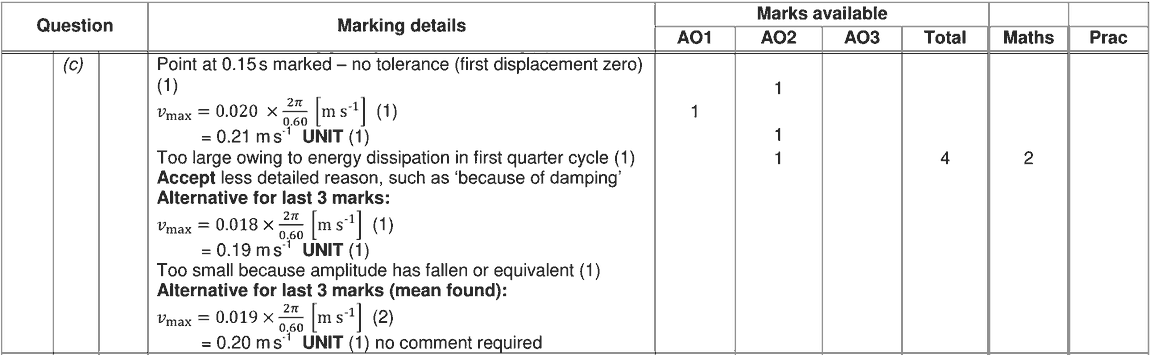 Question Marking details Marks available
AO1 AO2 AO3 Total Maths Prac
(c) Point at 0.15 s marked – no tolerance (first displacement zero)
(1) 1
v_max = 0.020 × 2π/0.60 [m s⁻¹] (1) 1
= 0.21 m s⁻¹ UNIT (1) 1
Too large owing to energy dissipation in first quarter cycle (1) 1 4 2
Accept less detailed reason, such as ‘because of damping’
Alternative for last 3 marks:
v_max = 0.018 × 2π/0.60 [m s⁻¹] (1)
= 0.19 m s⁻¹ UNIT (1)
Too small because amplitude has fallen or equivalent (1)
Alternative for last 3 marks (mean found):
v_max = 0.019 × 2π/0.60 [m s⁻¹] (2)
= 0.20 m s⁻¹ UNIT (1) no comment required